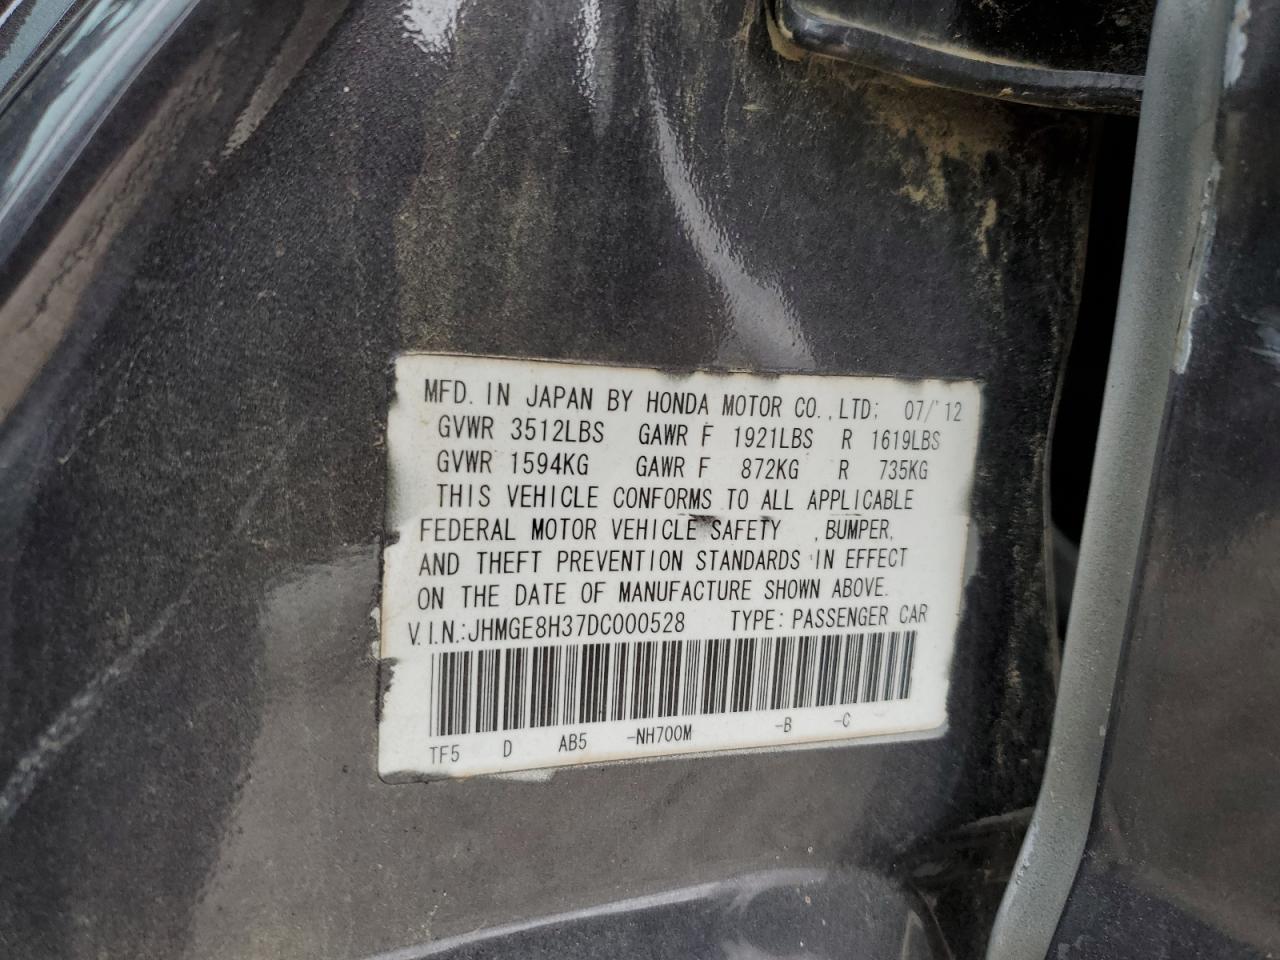 MFD. IN JAPAN BY HONDA MOTOR CO.,LTD; 07/'12
GVWR 3512LBS GAWR F 1921LBS R 1619LBS
GVWR 1594KG GAWR F 872KG R 735KG
THIS VEHICLE CONFORMS TO ALL APPLICABLE
FEDERAL MOTOR VEHICLE SAFETY , BUMPER,
AND THEFT PREVENTION STANDARDS IN EFFECT
ON THE DATE OF MANUFACTURE SHOWN ABOVE.
V.I.N.:JHMGE8H37DC000528 TYPE: PASSENGER CAR
TF5 D AB5 -NH700M -B -C